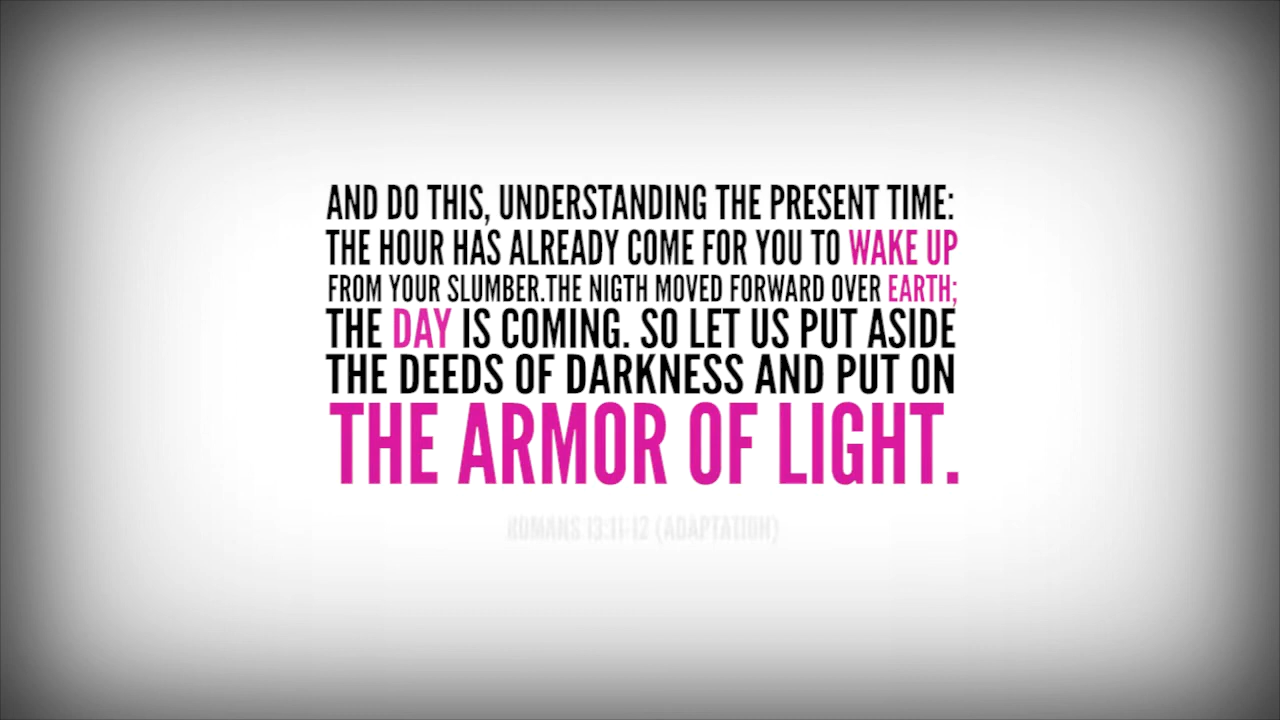 AND DO THIS, UNDERSTANDING THE PRESENT TIME:
THE HOUR HAS ALREADY COME FOR YOU TO WAKE UP
FROM YOUR SLUMBER.THE NIGTH MOVED FORWARD OVER EARTH;
THE DAY IS COMING. SO LET US PUT ASIDE
THE DEEDS OF DARKNESS AND PUT ON
THE ARMOR OF LIGHT.
ROMANS 13:11-12 (ADAPTATION)